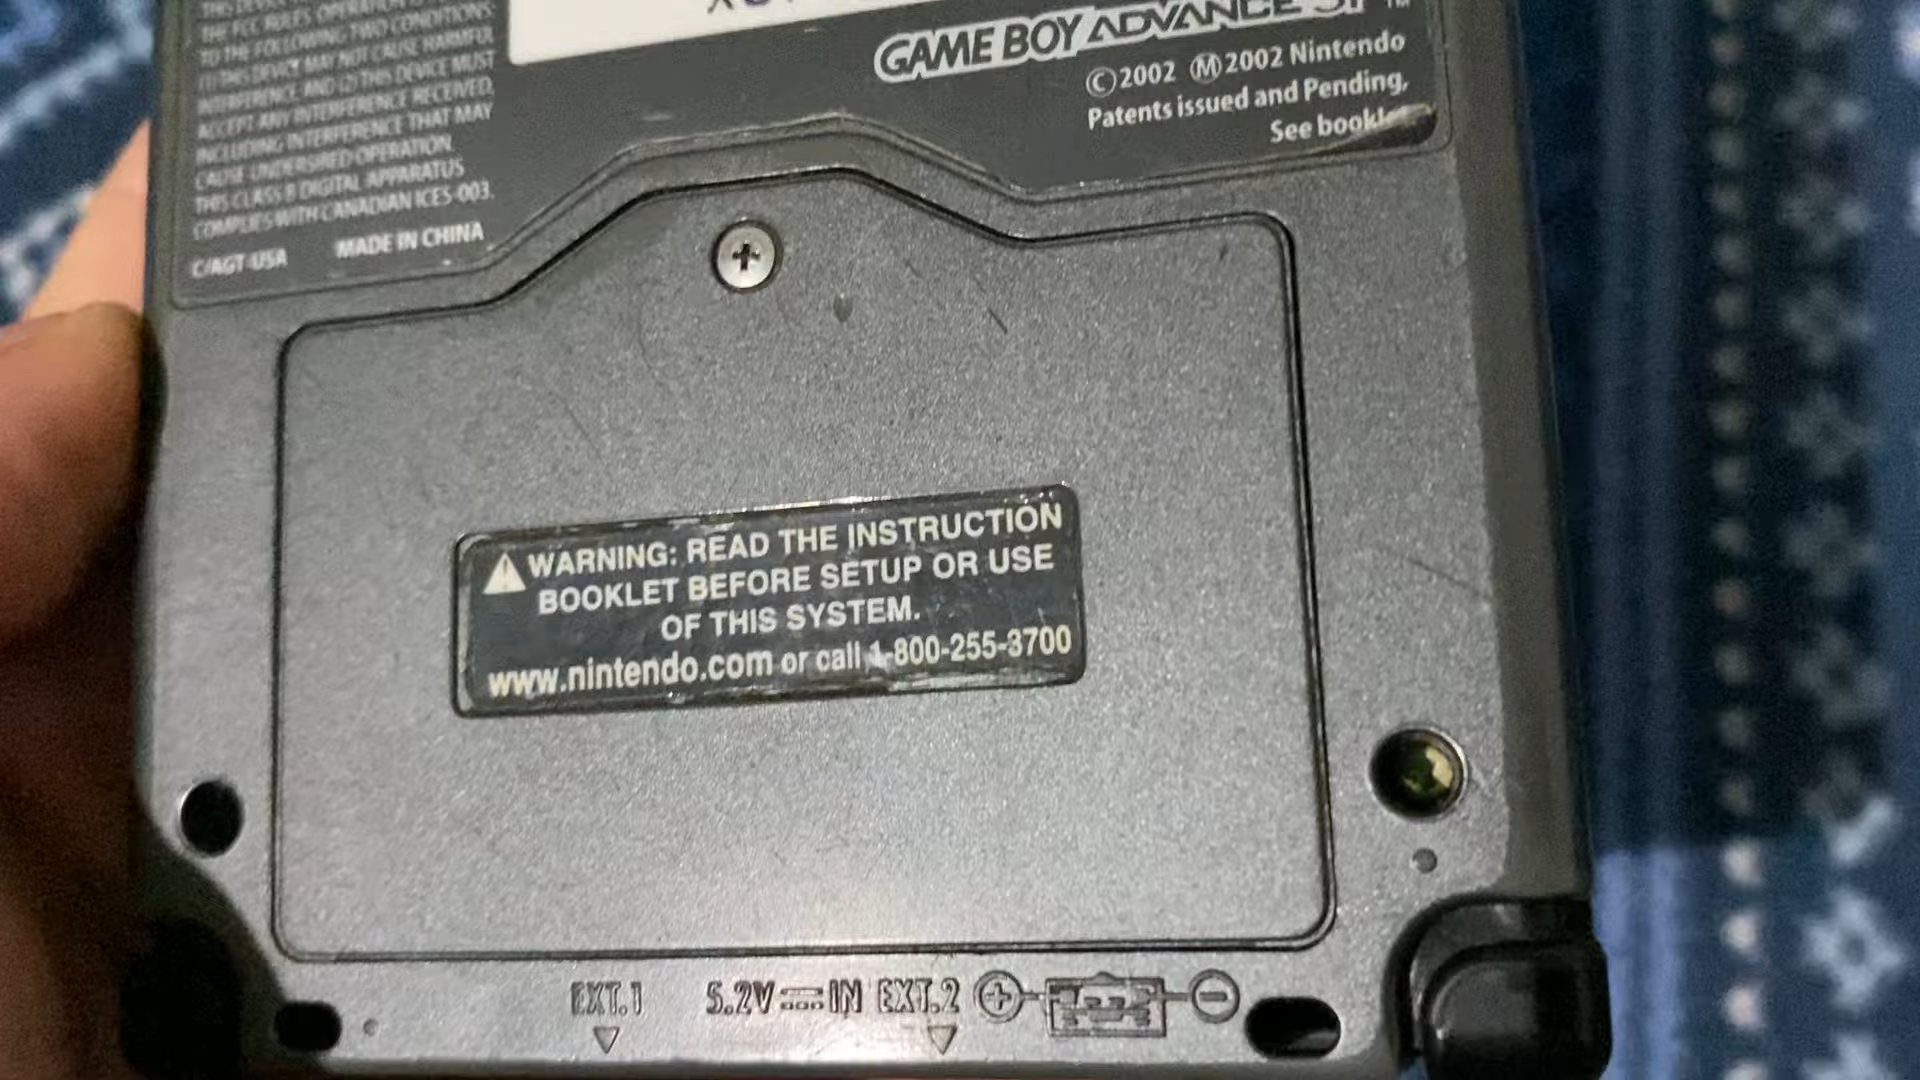 THE FCC RULES. OPERATION IS
TO THE FOLLOWING TWO CONDITIONS:
(1) THIS DEVICE MAY NOT CAUSE HARMFUL
INTERFERENCE AND (2) THIS DEVICE MUST
ACCEPT ANY INTERFERENCE RECEIVED,
INCLUDING INTERFERENCE THAT MAY
CAUSE UNDESIRED OPERATION.
THIS CLASS B DIGITAL APPARATUS
COMPLIES WITH CANADIAN ICES-003.
C/AGT-USA MADE IN CHINA
GAME BOY ADVANCE SP™
©2002 Ⓜ2002 Nintendo
Patents issued and Pending,
See booklet
⚠WARNING: READ THE INSTRUCTION
BOOKLET BEFORE SETUP OR USE
OF THIS SYSTEM.
www.nintendo.com or call 1-800-255-3700
EXT.1 5.2V⎓IN EXT.2